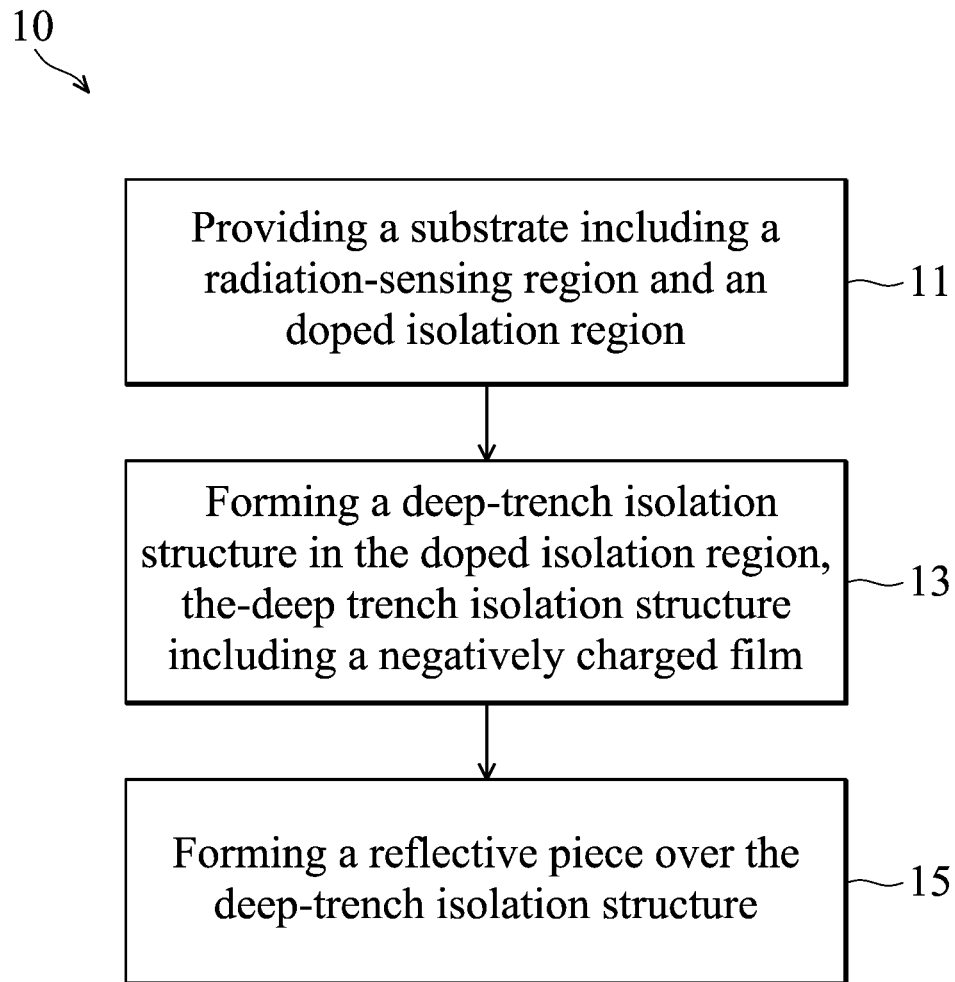 10
Providing a substrate including a
radiation-sensing region and an
doped isolation region
11
Forming a deep-trench isolation
structure in the doped isolation region,
the-deep trench isolation structure
including a negatively charged film
13
Forming a reflective piece over the
deep-trench isolation structure
15